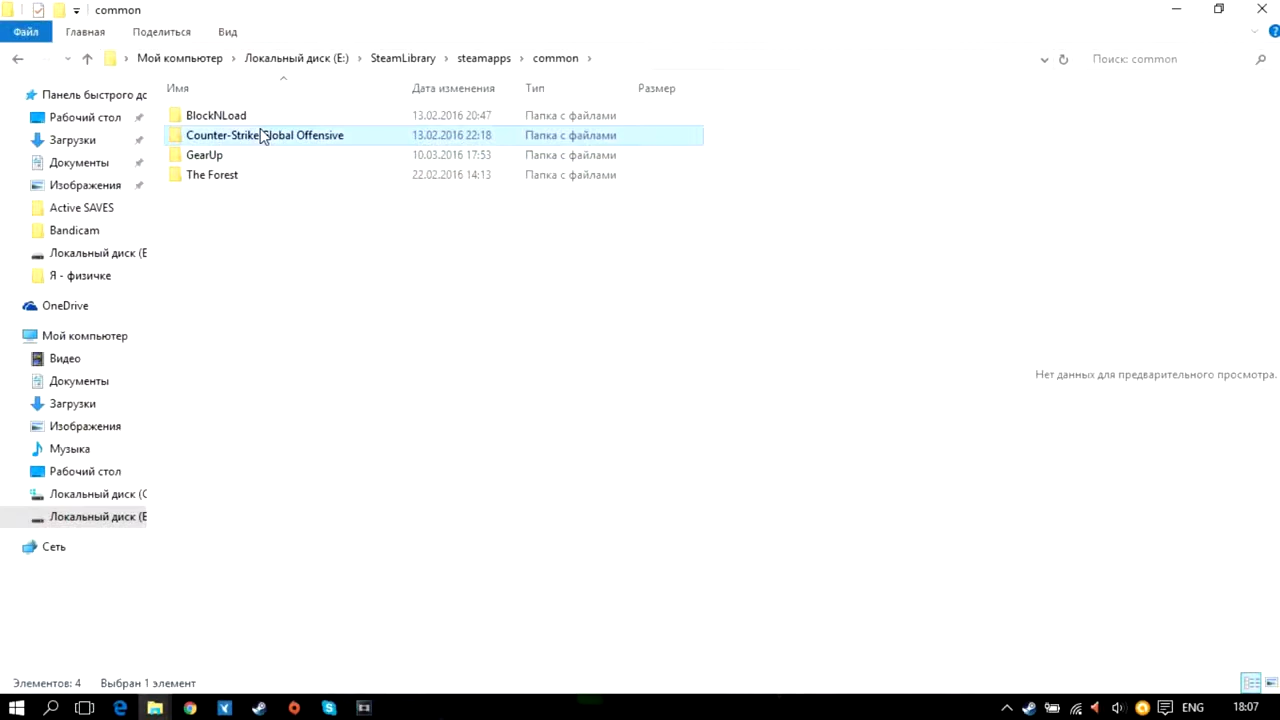 common
Файл Главная Поделиться Вид
Мой компьютер Локальный диск (E:) SteamLibrary steamapps common Поиск: common
Имя Дата изменения Тип Размер
BlockNLoad 13.02.2016 20:47 Папка с файлами
Counter-Strike Global Offensive 13.02.2016 22:18 Папка с файлами
GearUp 10.03.2016 17:53 Папка с файлами
The Forest 22.02.2016 14:13 Папка с файлами
Панель быстрого дс
Рабочий стол
Загрузки
Документы
Изображения
Active SAVES
Bandicam
Локальный диск (E
Я - физичке
OneDrive
Мой компьютер
Видео
Документы
Загрузки
Изображения
Музыка
Рабочий стол
Локальный диск (C
Локальный диск (E
Сеть
Нет данных для предварительного просмотра.
Элементов: 4 Выбран 1 элемент
ENG 18:07